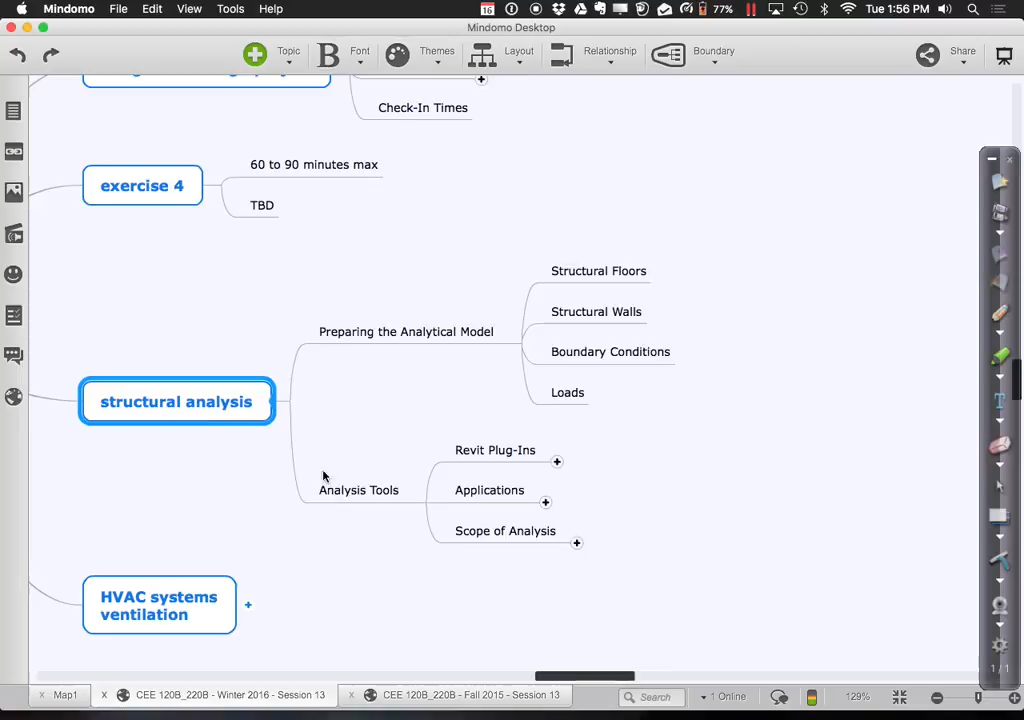 Mindomo File Edit View Tools Help
16
77%
Tue 1:56 PM
Mindomo Desktop
Topic
Font
Themes
Layout
Relationship
Boundary
Share
Check-In Times
exercise 4
60 to 90 minutes max
TBD
structural analysis
Preparing the Analytical Model
Structural Floors
Structural Walls
Boundary Conditions
Loads
Analysis Tools
Revit Plug-Ins
Applications
Scope of Analysis
HVAC systems
ventilation
1/1
Map1
CEE 120B_220B - Winter 2016 - Session 13
CEE 120B_220B - Fall 2015 - Session 13
Search
1 Online
129%